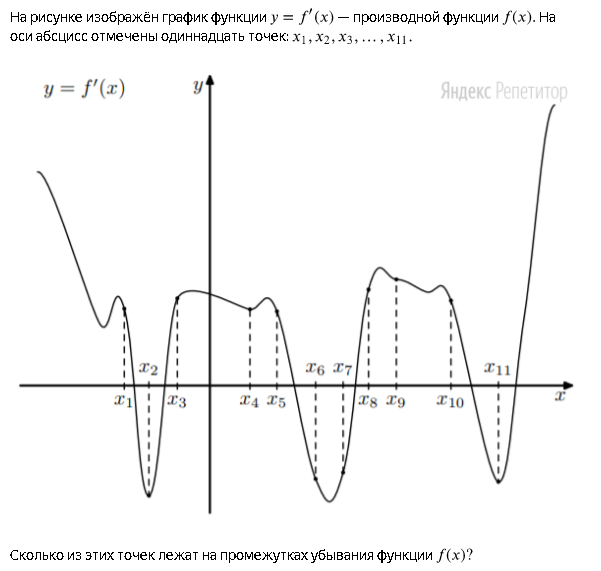 На рисунке изображён график функции y = f′(x) — производной функции f(x). На
оси абсцисс отмечены одиннадцать точек: x₁, x₂, x₃, …, x₁₁.
y = f′(x)
y
Яндекс Репетитор
x₂ x₆ x₇ x₁₁
x₁ x₃ x₄ x₅ x₈ x₉ x₁₀ x
Сколько из этих точек лежат на промежутках убывания функции f(x)?